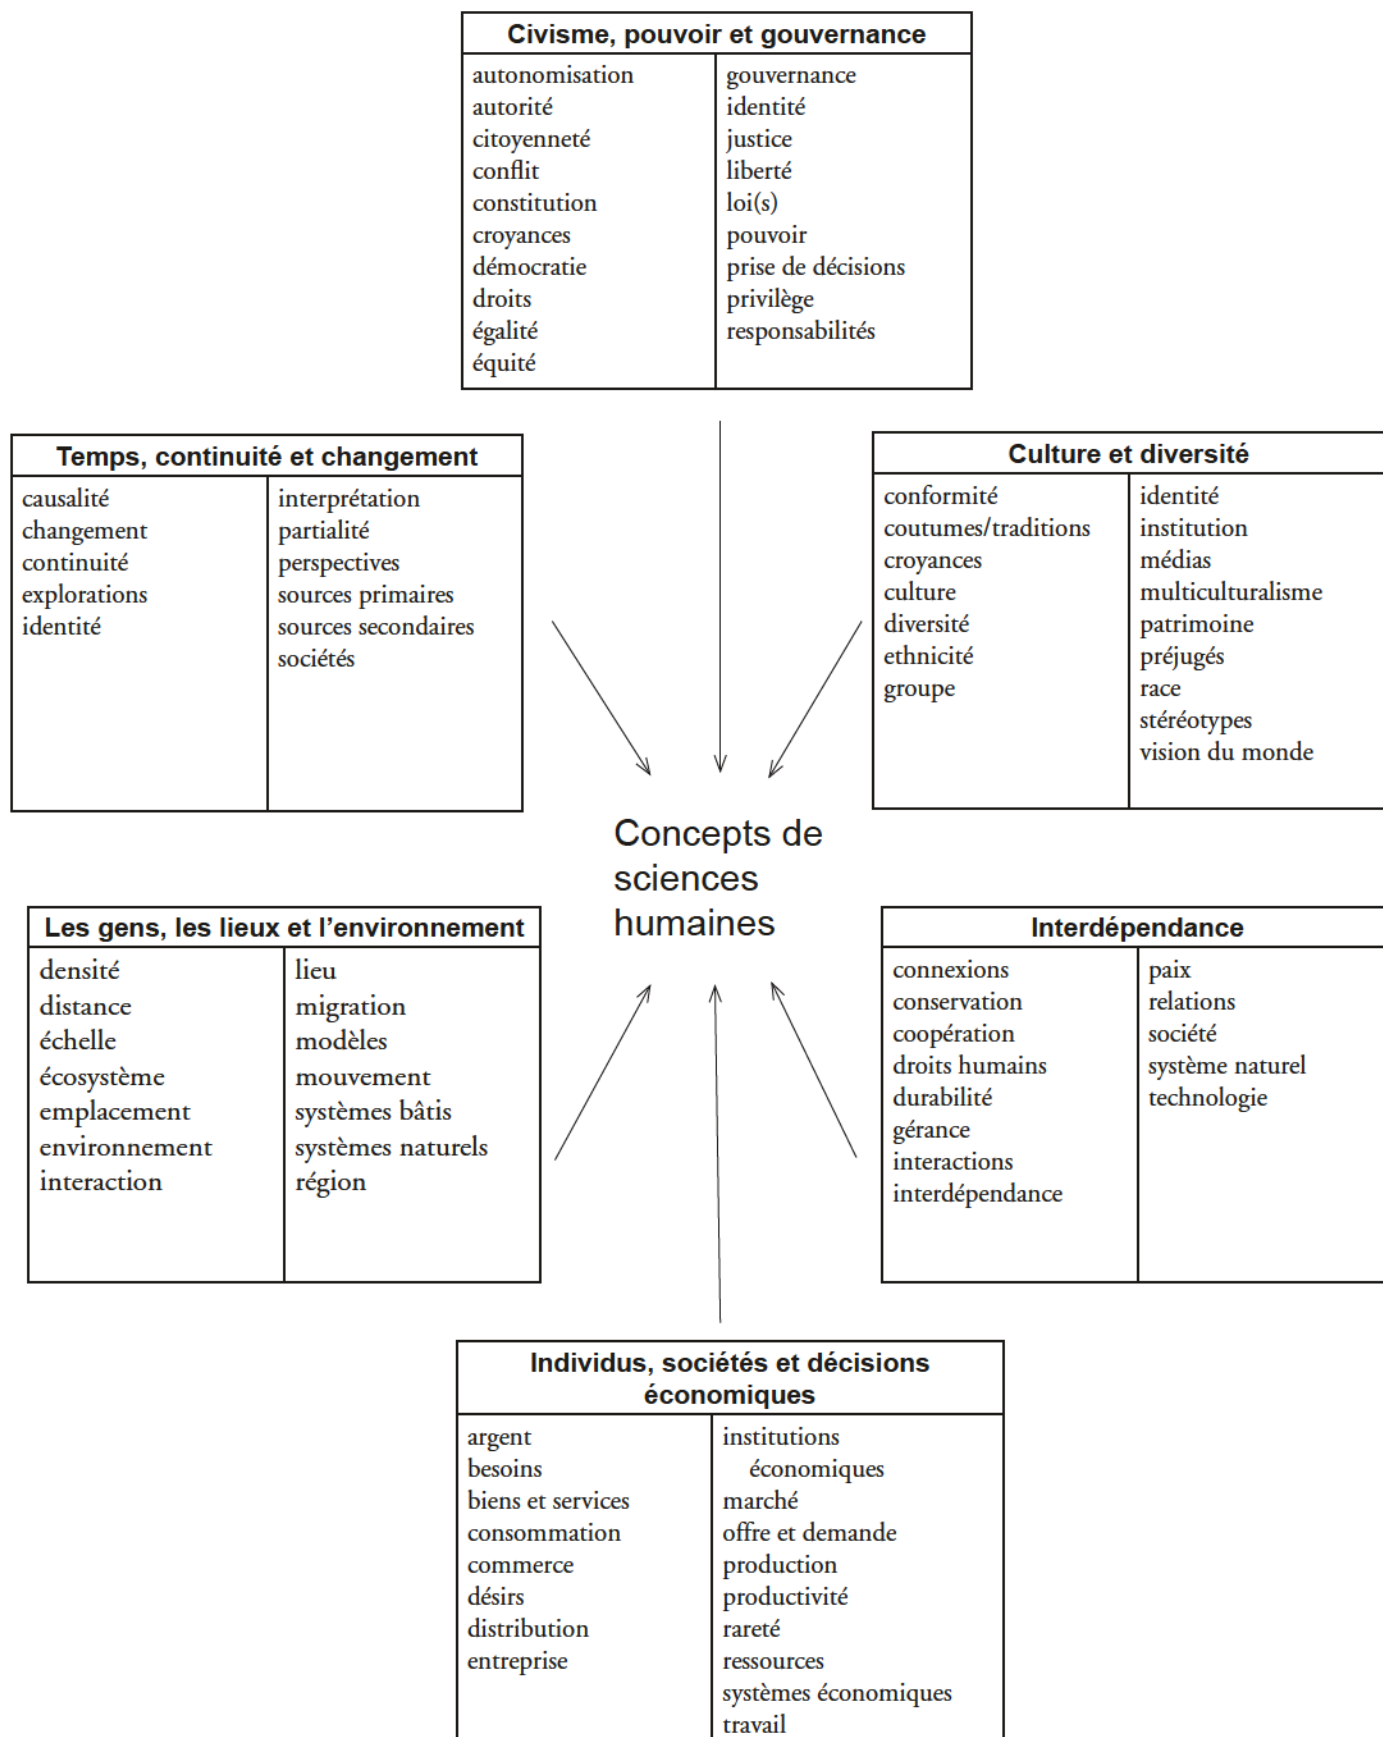 Civisme, pouvoir et gouvernance
autonomisation
autorité
citoyenneté
conflit
constitution
croyances
démocratie
droits
égalité
équité
gouvernance
identité
justice
liberté
loi(s)
pouvoir
prise de décisions
privilège
responsabilités
Temps, continuité et changement
causalité
changement
continuité
explorations
identité
interprétation
partialité
perspectives
sources primaires
sources secondaires
sociétés
Culture et diversité
conformité
coutumes/traditions
croyances
culture
diversité
ethnicité
groupe
identité
institution
médias
multiculturalisme
patrimoine
préjugés
race
stéréotypes
vision du monde
Concepts de
sciences
humaines
Les gens, les lieux et l’environnement
densité
distance
échelle
écosystème
emplacement
environnement
interaction
lieu
migration
modèles
mouvement
systèmes bâtis
systèmes naturels
région
Interdépendance
connexions
conservation
coopération
droits humains
durabilité
gérance
interactions
interdépendance
paix
relations
société
système naturel
technologie
Individus, sociétés et décisions
économiques
argent
besoins
biens et services
consommation
commerce
désirs
distribution
entreprise
institutions
économiques
marché
offre et demande
production
productivité
rareté
ressources
systèmes économiques
travail